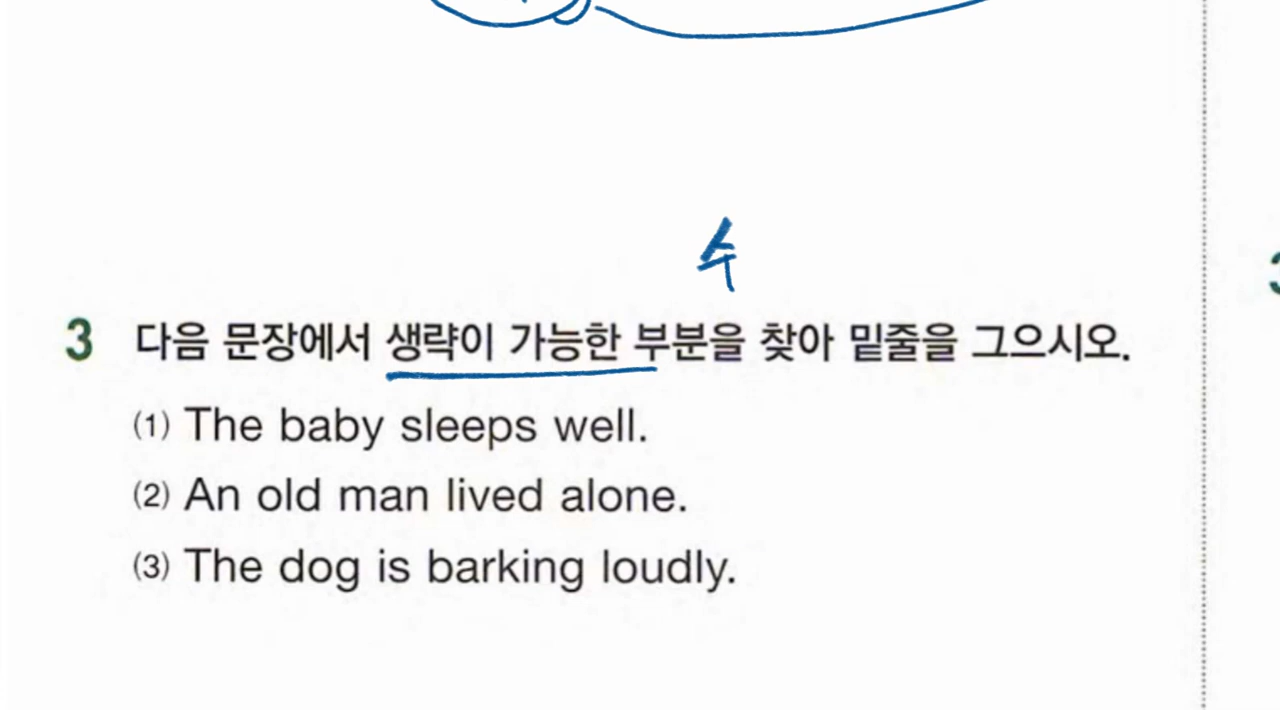 수
3 다음 문장에서 생략이 가능한 부분을 찾아 밑줄을 그으시오.
(1) The baby sleeps well.
(2) An old man lived alone.
(3) The dog is barking loudly.